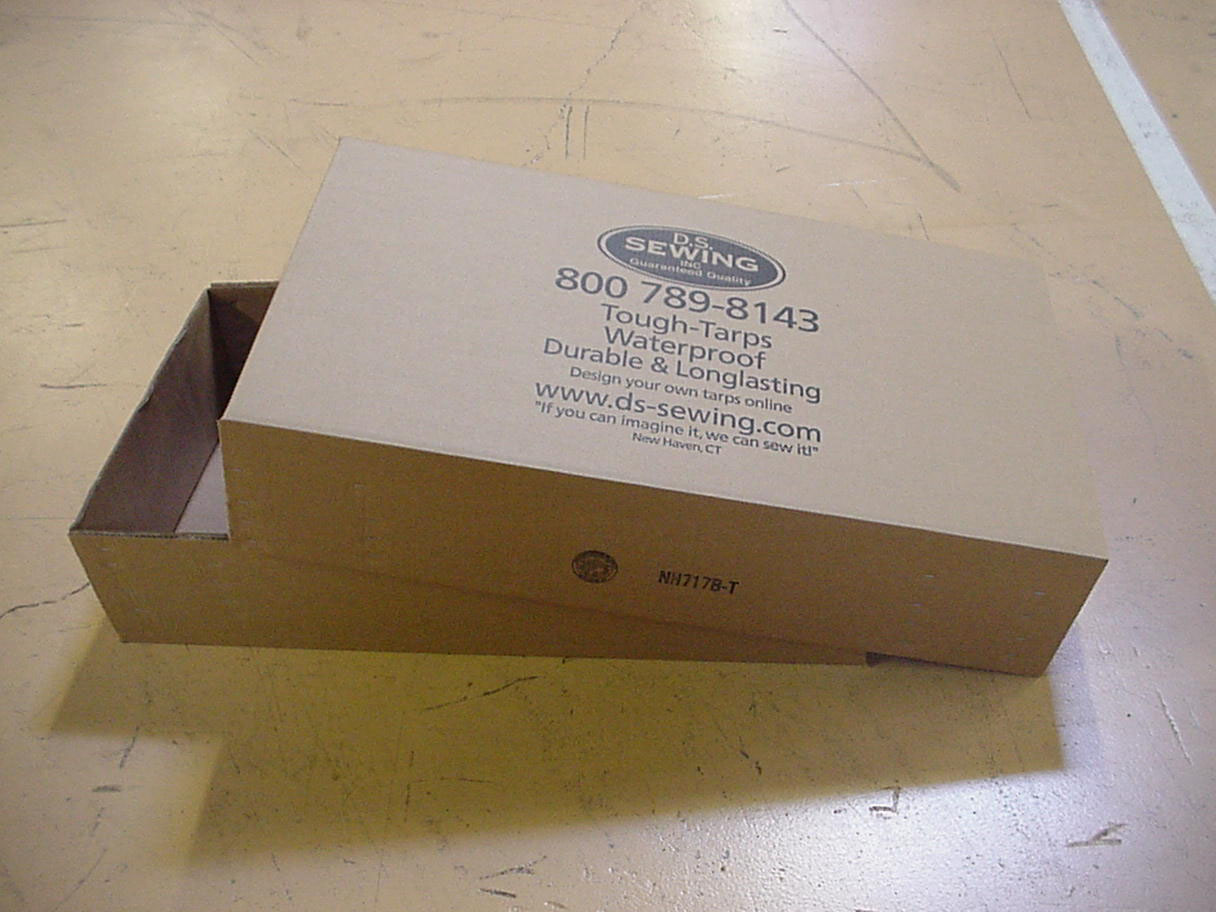 D.S.
SEWING
INC
Guaranteed Quality
800 789-8143
Tough-Tarps
Waterproof
Durable & Longlasting
Design your own tarps online
www.ds-sewing.com
"If you can imagine it, we can sew it!"
New Haven, CT
NH717B-T